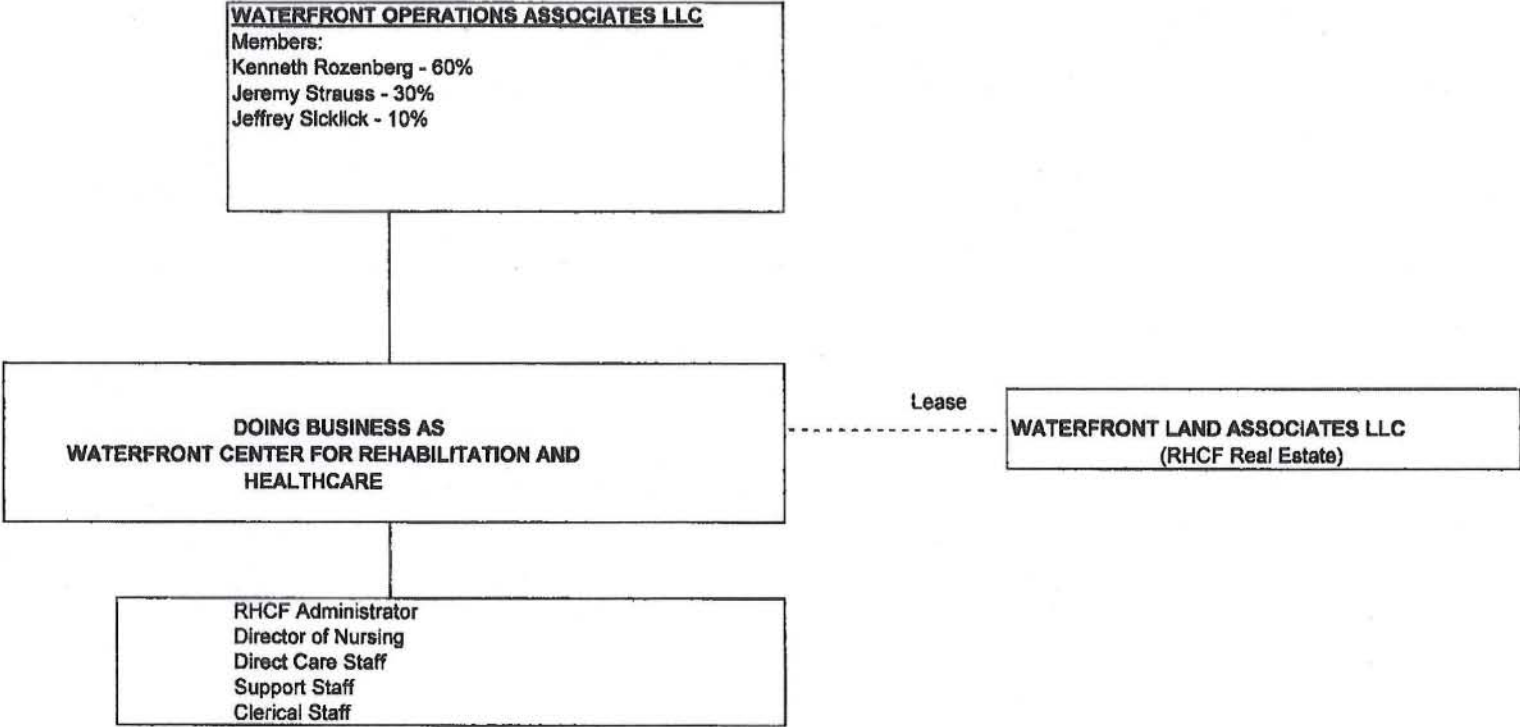 WATERFRONT OPERATIONS ASSOCIATES LLC
Members:
Kenneth Rozenberg - 60%
Jeremy Strauss - 30%
Jeffrey Sicklick - 10%
DOING BUSINESS AS
WATERFRONT CENTER FOR REHABILITATION AND
HEALTHCARE
Lease
WATERFRONT LAND ASSOCIATES LLC
(RHCF Real Estate)
RHCF Administrator
Director of Nursing
Direct Care Staff
Support Staff
Clerical Staff